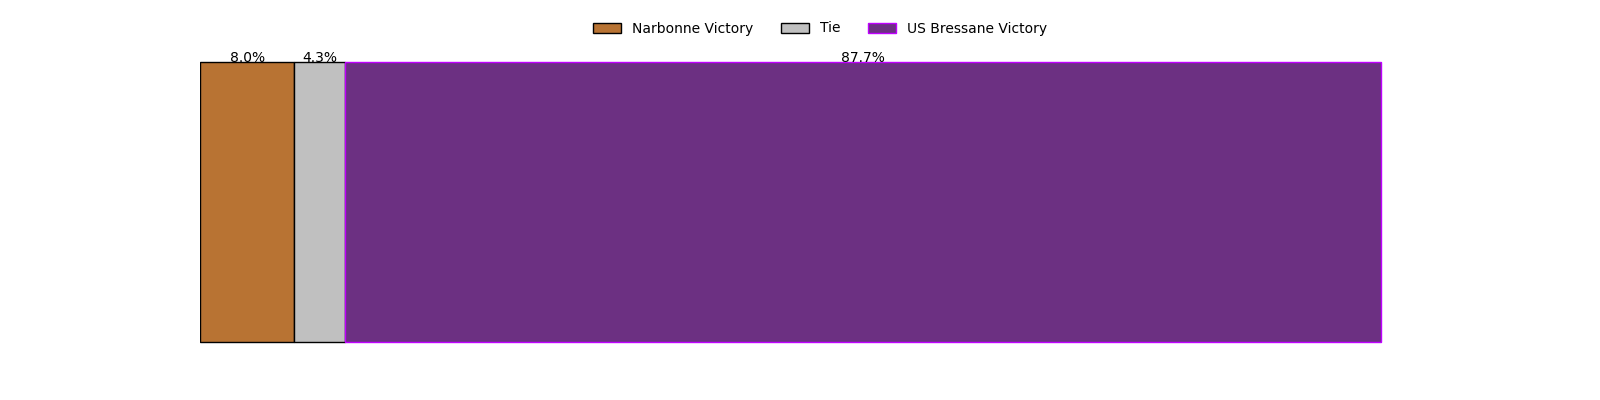 Narbonne Victory Tie US Bressane Victory
8.0% 4.3% 87.7%